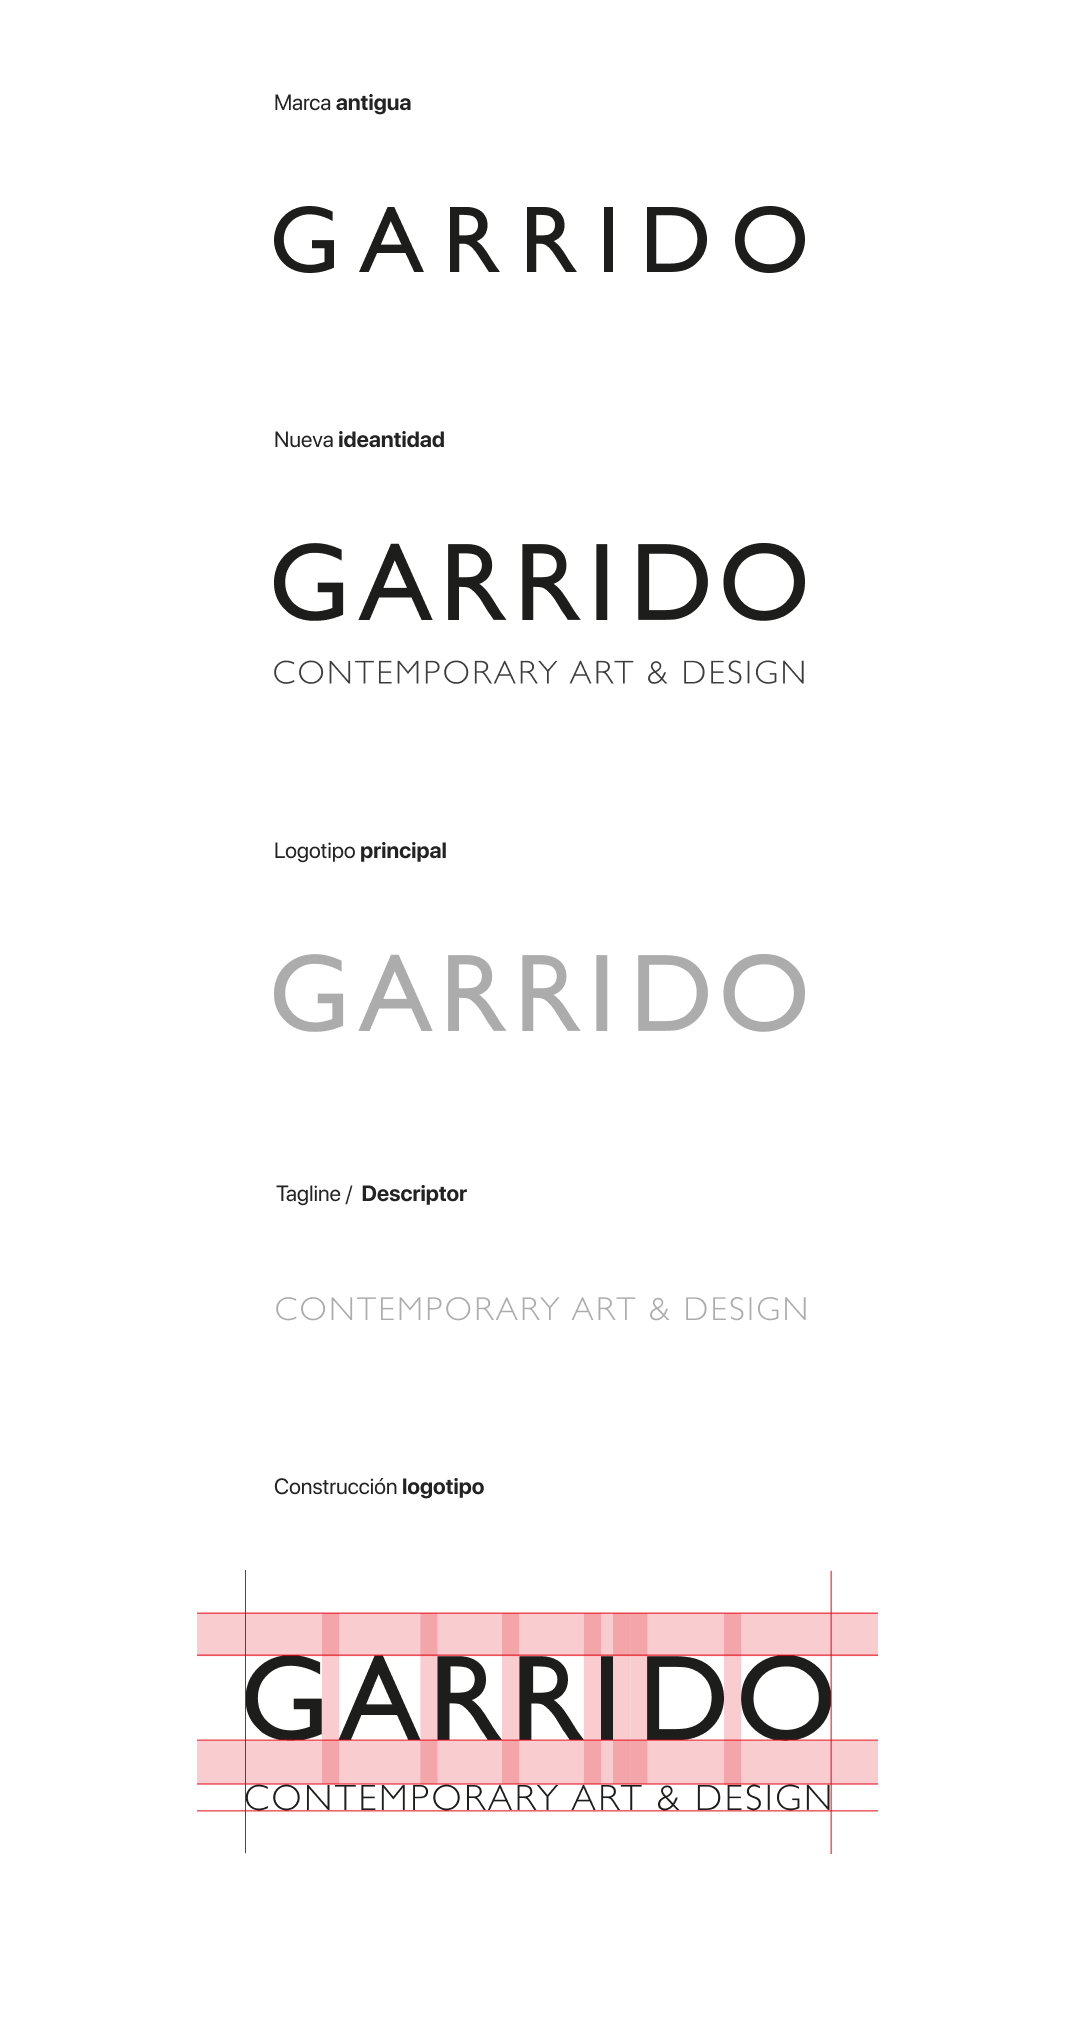 Marca antigua
GARRIDO
Nueva ideantidad
GARRIDO
CONTEMPORARY ART & DESIGN
Logotipo principal
GARRIDO
Tagline / Descriptor
CONTEMPORARY ART & DESIGN
Construcción logotipo
GARRIDO
CONTEMPORARY ART & DESIGN